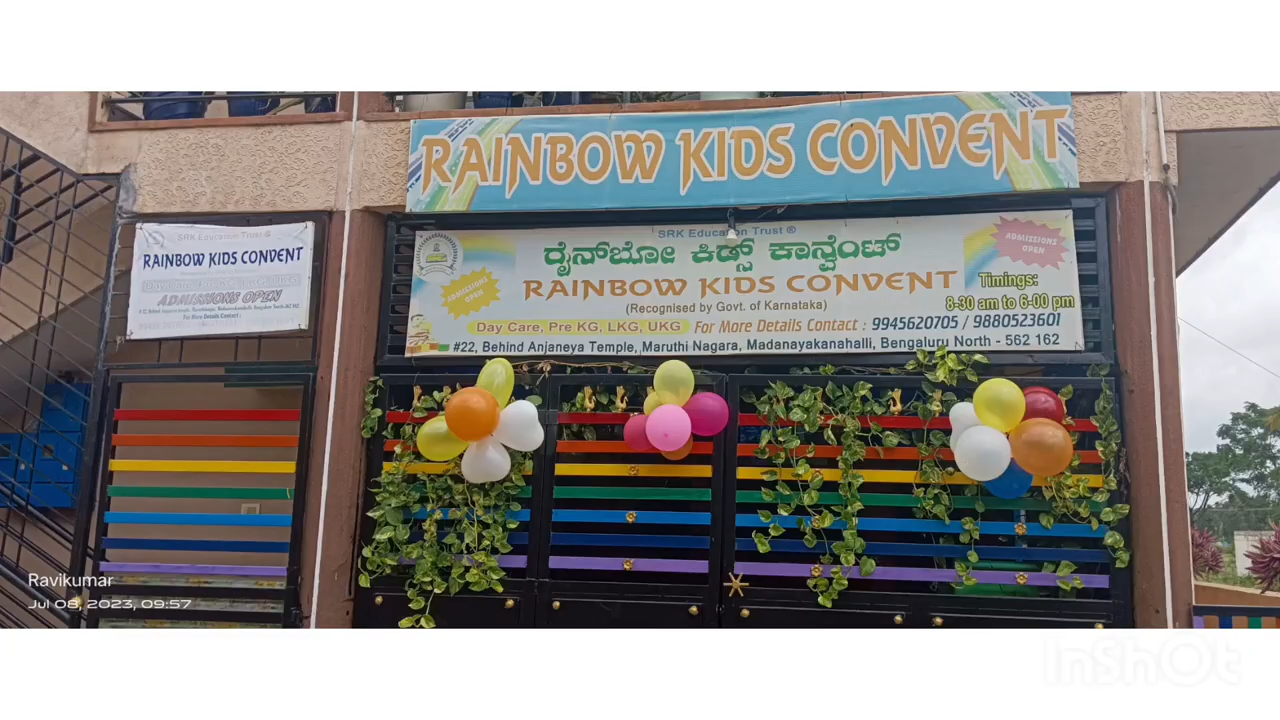 RAINBOW KIDS CONVENT
SRK Education Trust ®
ರೈನ್‌ಬೋ ಕಿಡ್ಸ್ ಕಾನ್ವೆಂಟ್
ADMISSIONS OPEN
RAINBOW KIDS CONVENT
ADMISSIONS OPEN
(Recognised by Govt. of Karnataka)
Timings:
8-30 am to 6-00 pm
Day Care, Pre KG, LKG, UKG For More Details Contact : 9945620705 / 9880523601
#22, Behind Anjaneya Temple, Maruthi Nagara, Madanayakanahalli, Bengaluru North - 562 162
SRK Education Trust ®
RAINBOW KIDS CONVENT
ADMISSIONS OPEN
For More Details Contact :
Ravikumar
Jul 08, 2023, 09:57
InShOt